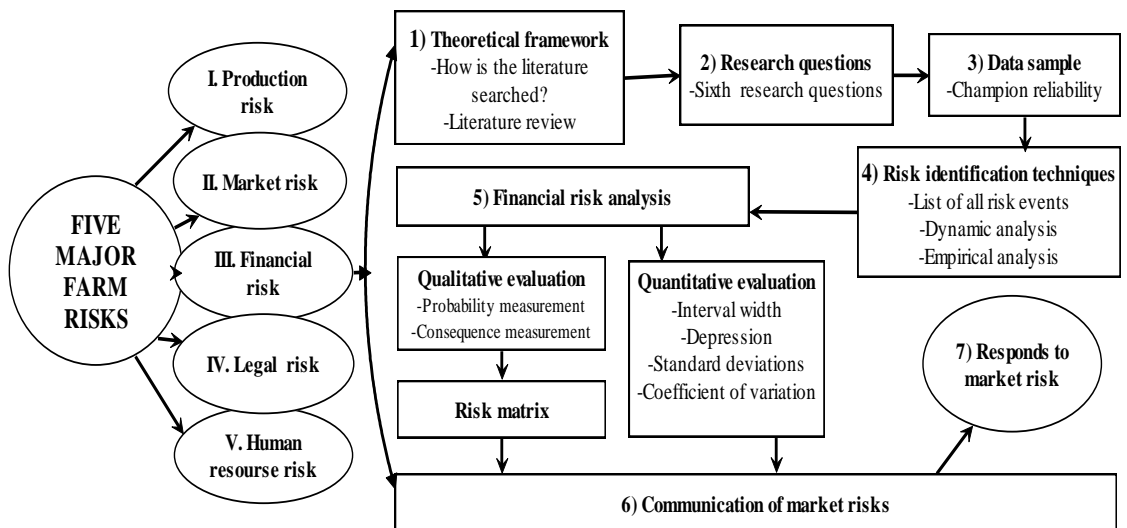 FIVE
MAJOR
FARM
RISKS
I. Production
risk
II. Market risk
III. Financial
risk
IV. Legal risk
V. Human
resourse risk
1) Theoretical framework
-How is the literature
searched?
-Literature review
2) Research questions
-Sixth research questions
3) Data sample
-Champion reliability
4) Risk identification techniques
-List of all risk events
-Dynamic analysis
-Empirical analysis
5) Financial risk analysis
Qualitative evaluation
-Probability measurement
-Consequence measurement
Risk matrix
Quantitative evaluation
-Interval width
-Depression
-Standard deviations
-Coefficient of variation
6) Communication of market risks
7) Responds to
market risk